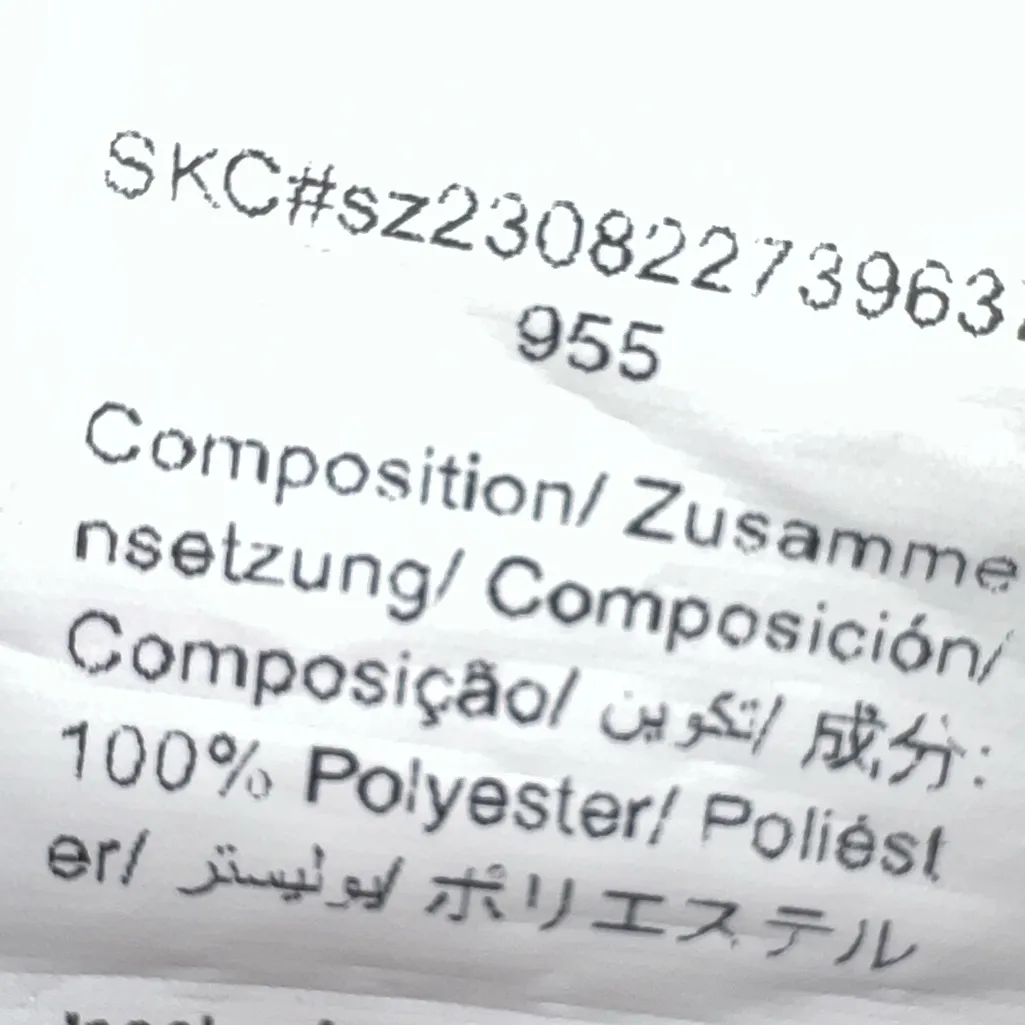 SKC#sz23082273963
955
Composition/ Zusamme
nsetzung/ Composición/
Composição/ تكوين/ 成分:
100% Polyester/ Poliést
er/ بوليستر/ ポリエステル